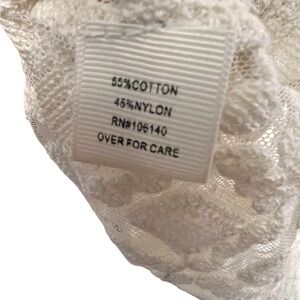 55%COTTON
45%NYLON
RN#106140
OVER FOR CARE